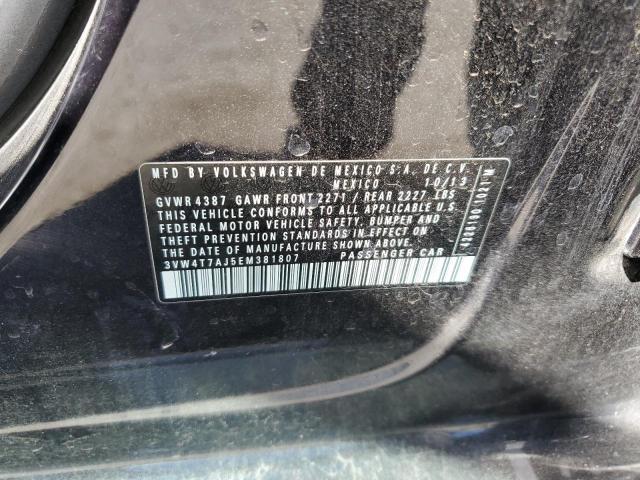 MFD BY VOLKSWAGEN DE MEXICO S.A. DE C.V.
MEXICO 10/13
GVWR 4387 GAWR FRONT 2271 / REAR 2227 LBS
THIS VEHICLE CONFORMS TO ALL APPLICABLE
FEDERAL MOTOR VEHICLE SAFETY, BUMPER AND
THEFT PREVENTION STANDARDS IN EFFECT ON
THE DATE OF MANUFACTURE SHOWN ABOVE.
3VW4T7AJ5EM381807 PASSENGER CAR